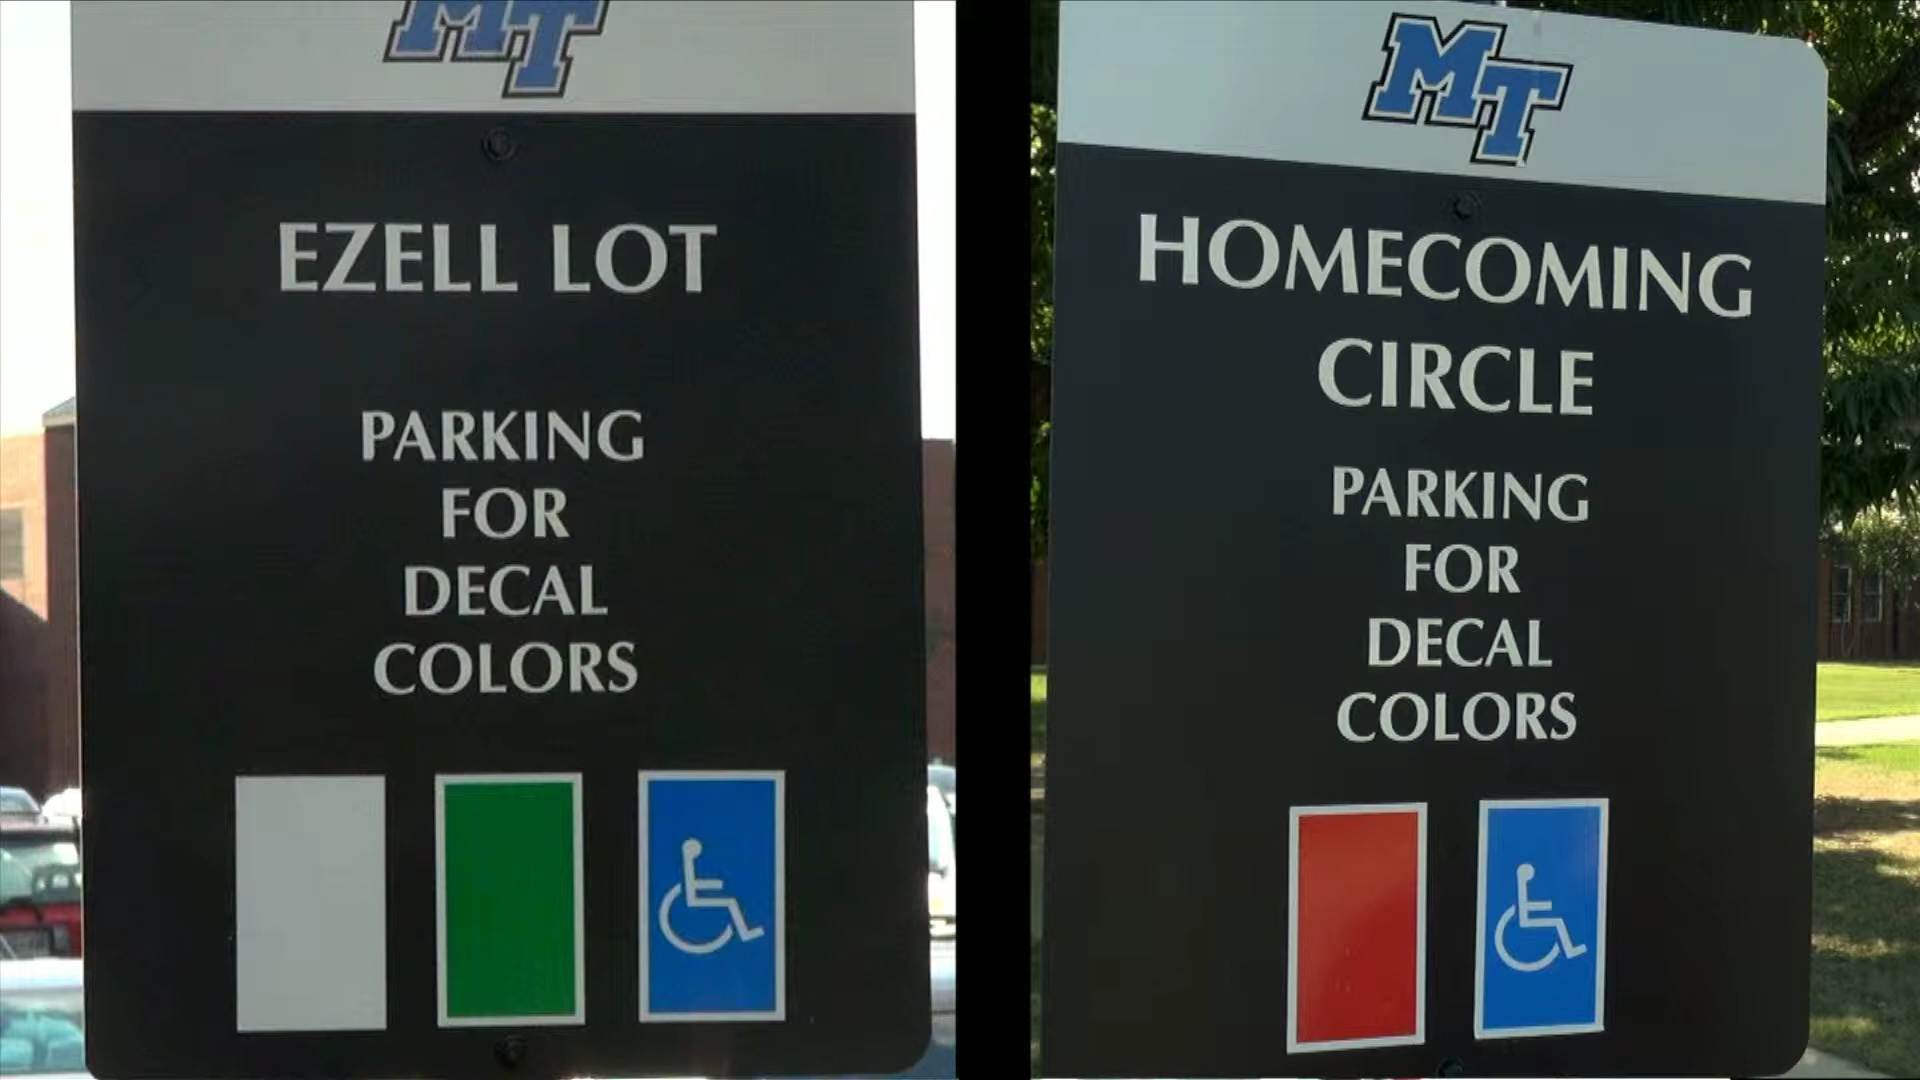 MT
EZELL LOT
PARKING
FOR
DECAL
COLORS
MT
HOMECOMING
CIRCLE
PARKING
FOR
DECAL
COLORS